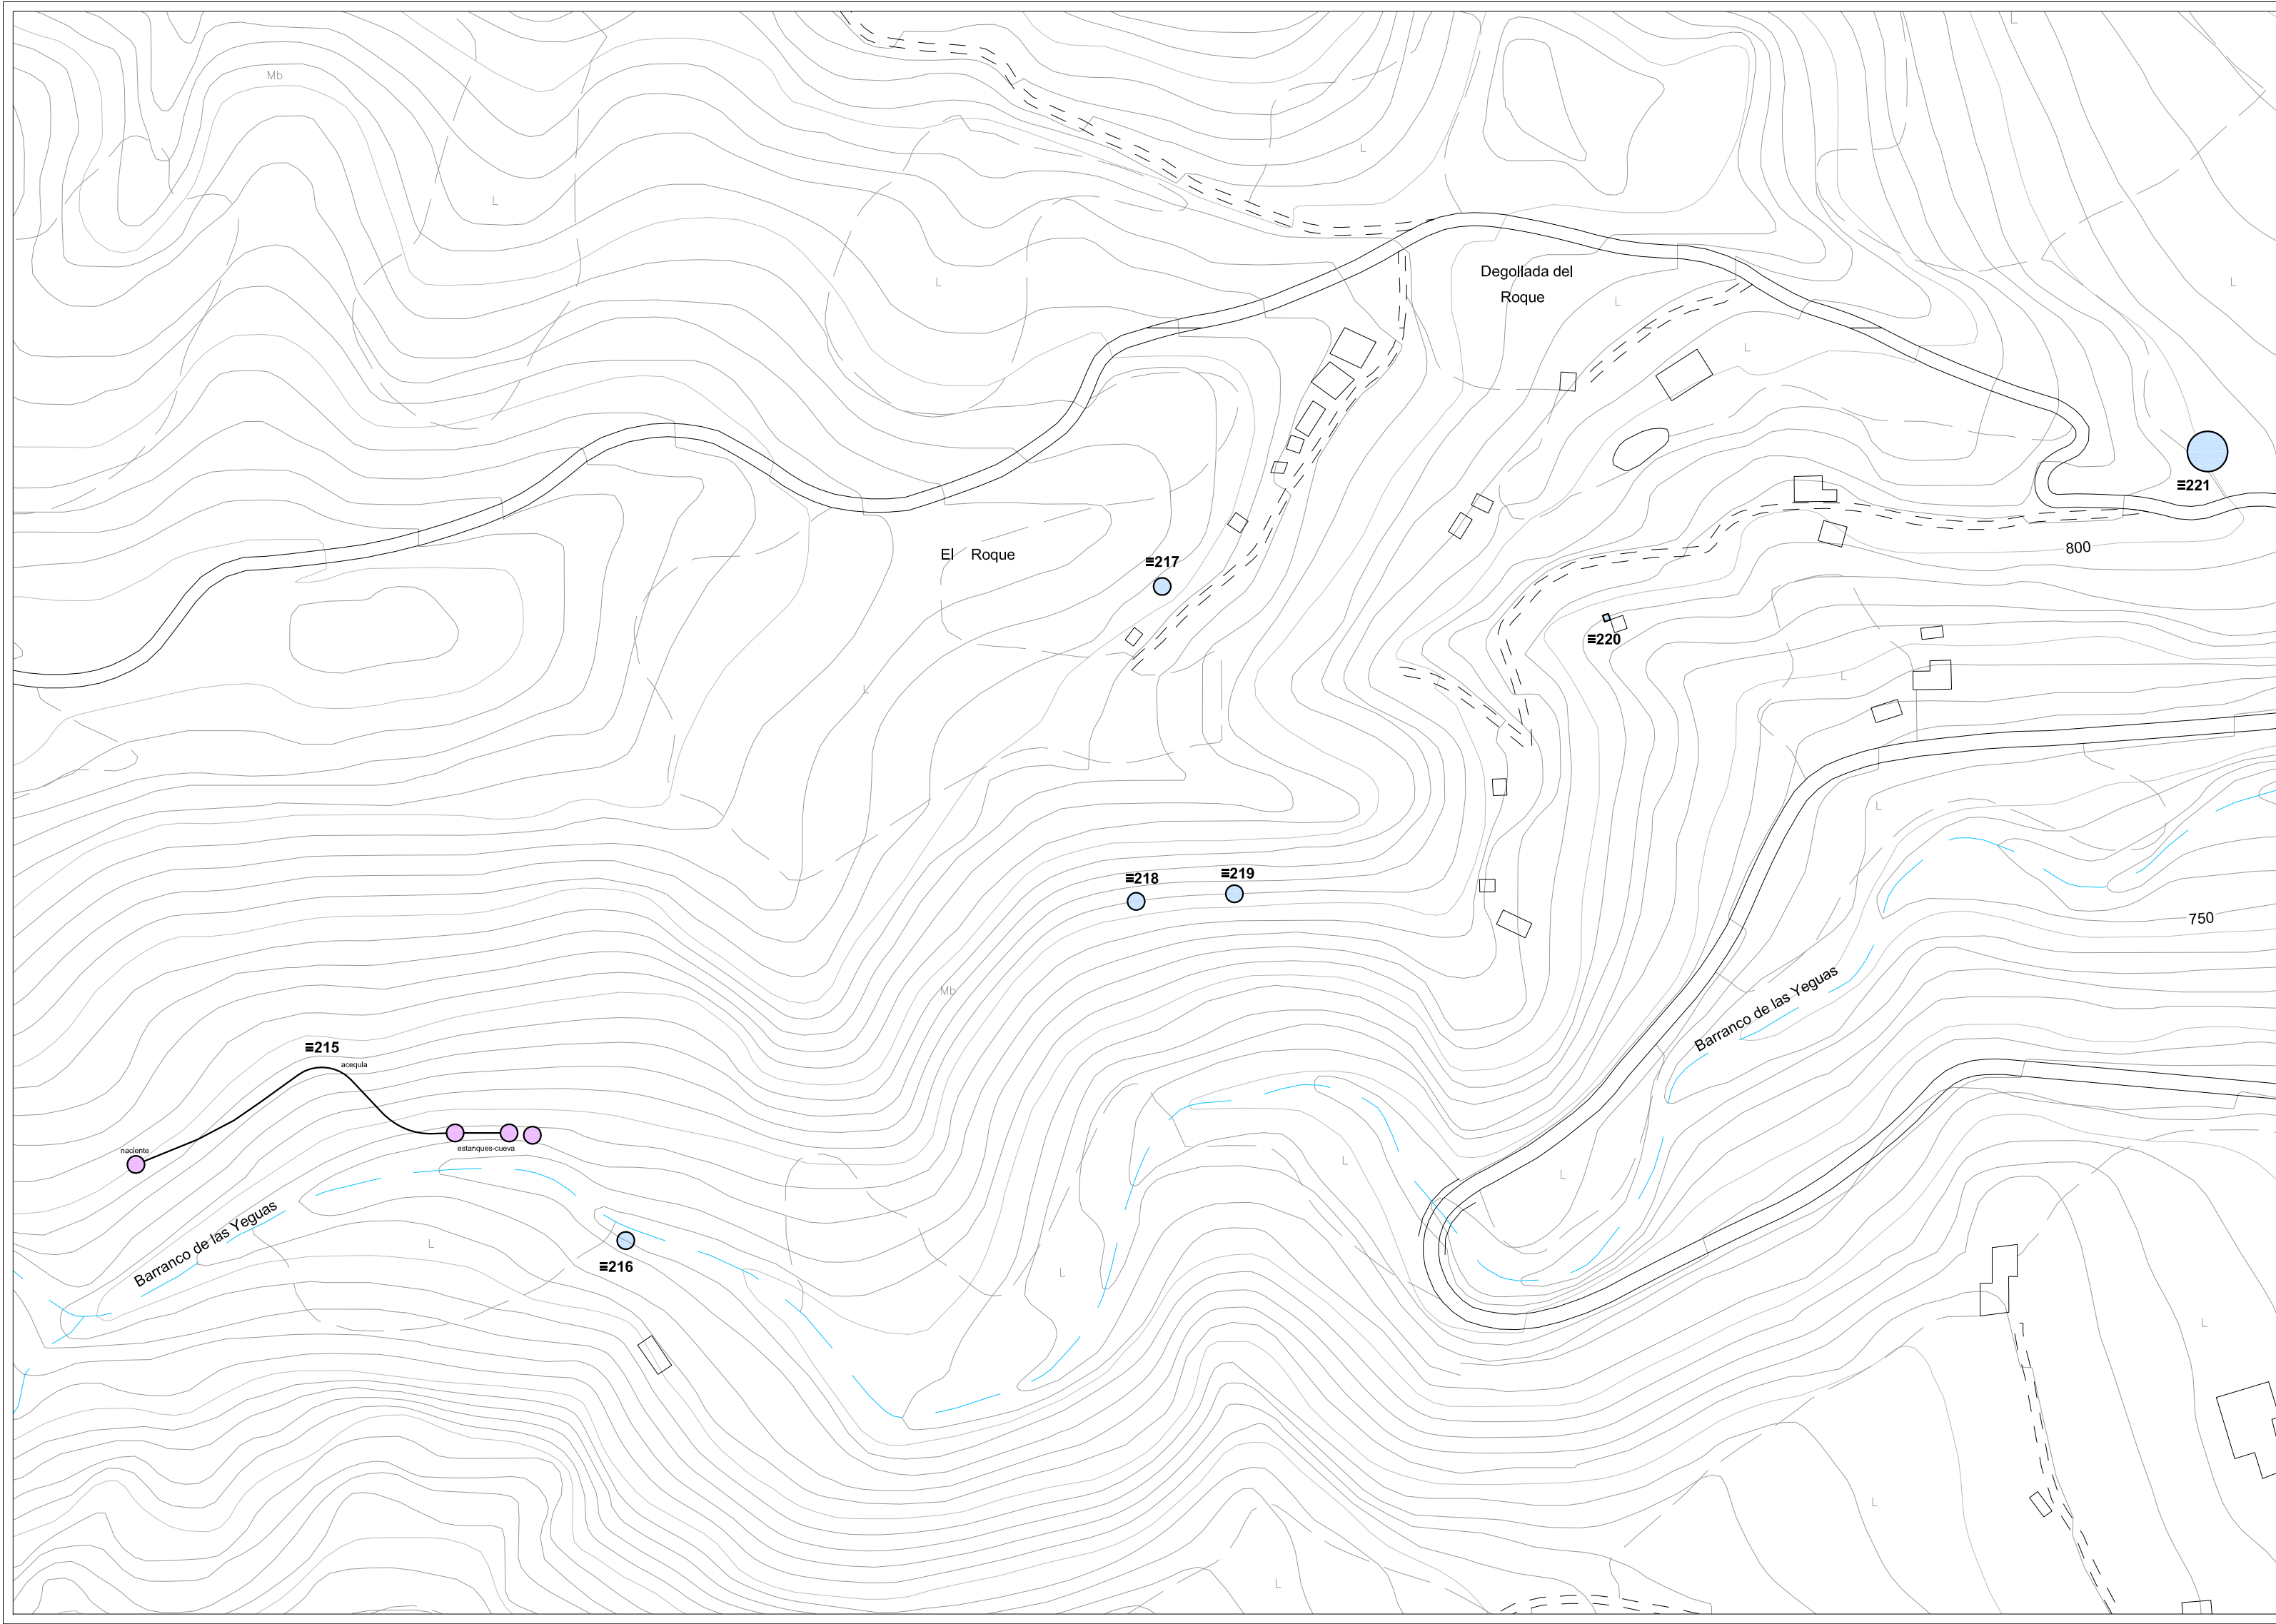 L
Mb
L
L
L
Degollada del
Roque
L
L
L
≡221
800
El Roque
≡217
≡220
L
L
L
≡218
≡219
750
Mb
Barranco de las Yeguas
≡215
acequia
naciente
estanques-cueva
L
L
Barranco de las Yeguas
L
≡216
L
L
L
L